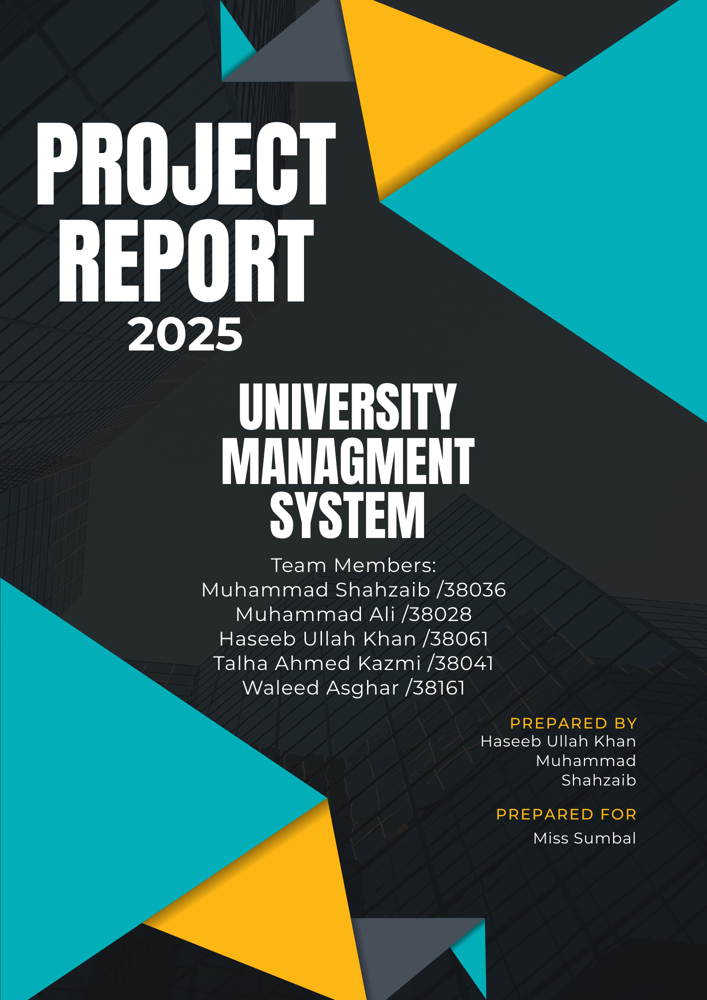 PROJECT
REPORT
2025
UNIVERSITY
MANAGMENT
SYSTEM
Team Members:
Muhammad Shahzaib /38036
Muhammad Ali /38028
Haseeb Ullah Khan /38061
Talha Ahmed Kazmi /38041
Waleed Asghar /38161
PREPARED BY
Haseeb Ullah Khan
Muhammad
Shahzaib
PREPARED FOR
Miss Sumbal